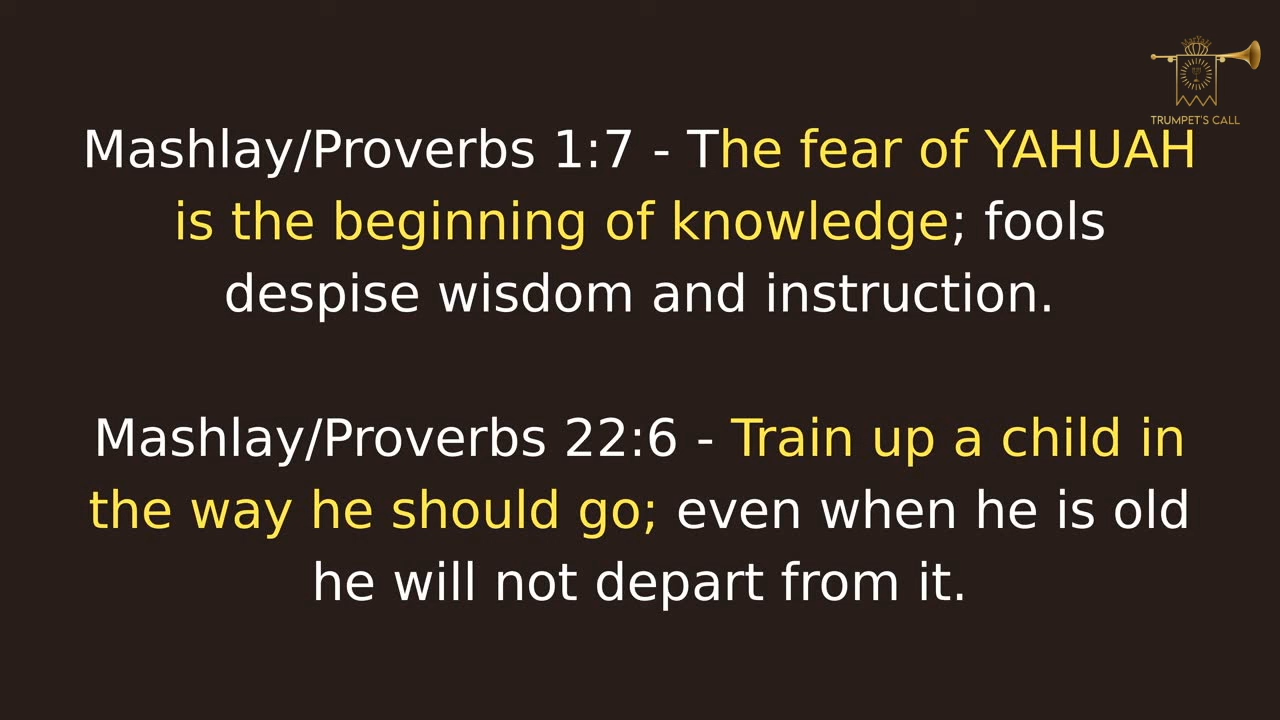 TRUMPET'S CALL
Mashlay/Proverbs 1:7 - The fear of YAHUAH
is the beginning of knowledge; fools
despise wisdom and instruction.
Mashlay/Proverbs 22:6 - Train up a child in
the way he should go; even when he is old
he will not depart from it.